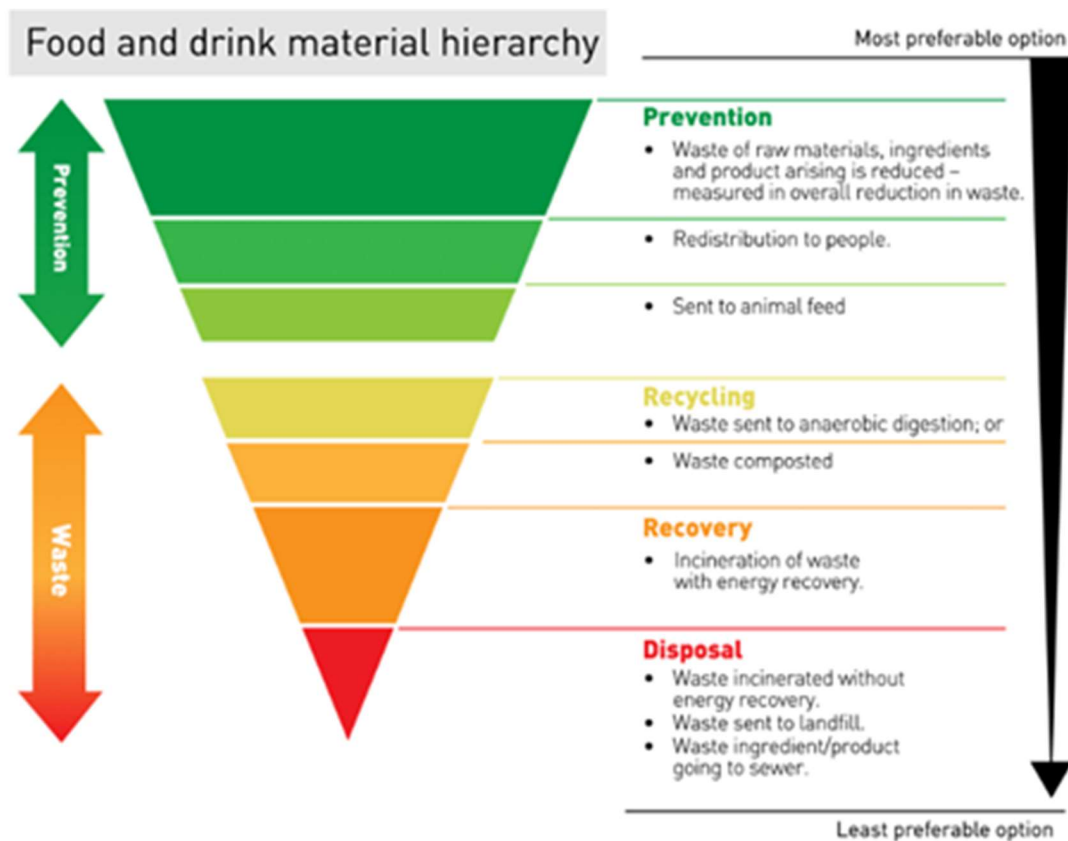 Food and drink material hierarchy
Most preferable option
Prevention
Prevention
• Waste of raw materials, ingredients
and product arising is reduced –
measured in overall reduction in waste.
• Redistribution to people.
• Sent to animal feed
Waste
Recycling
• Waste sent to anaerobic digestion; or
• Waste composted
Recovery
• Incineration of waste
with energy recovery.
Disposal
• Waste incinerated without
energy recovery.
• Waste sent to landfill.
• Waste ingredient/product
going to sewer.
Least preferable option